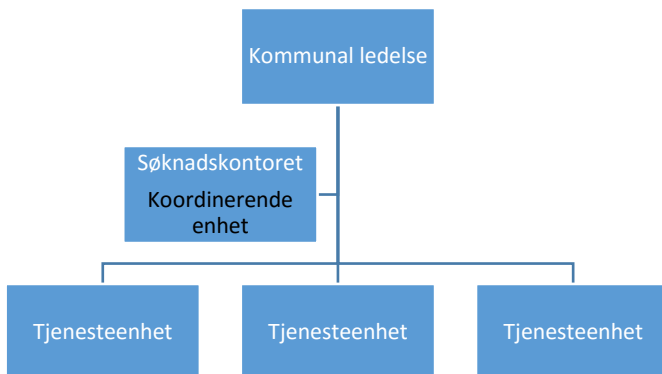 Kommunal ledelse
Søknadskontoret
Koordinerende
enhet
Tjenesteenhet
Tjenesteenhet
Tjenesteenhet